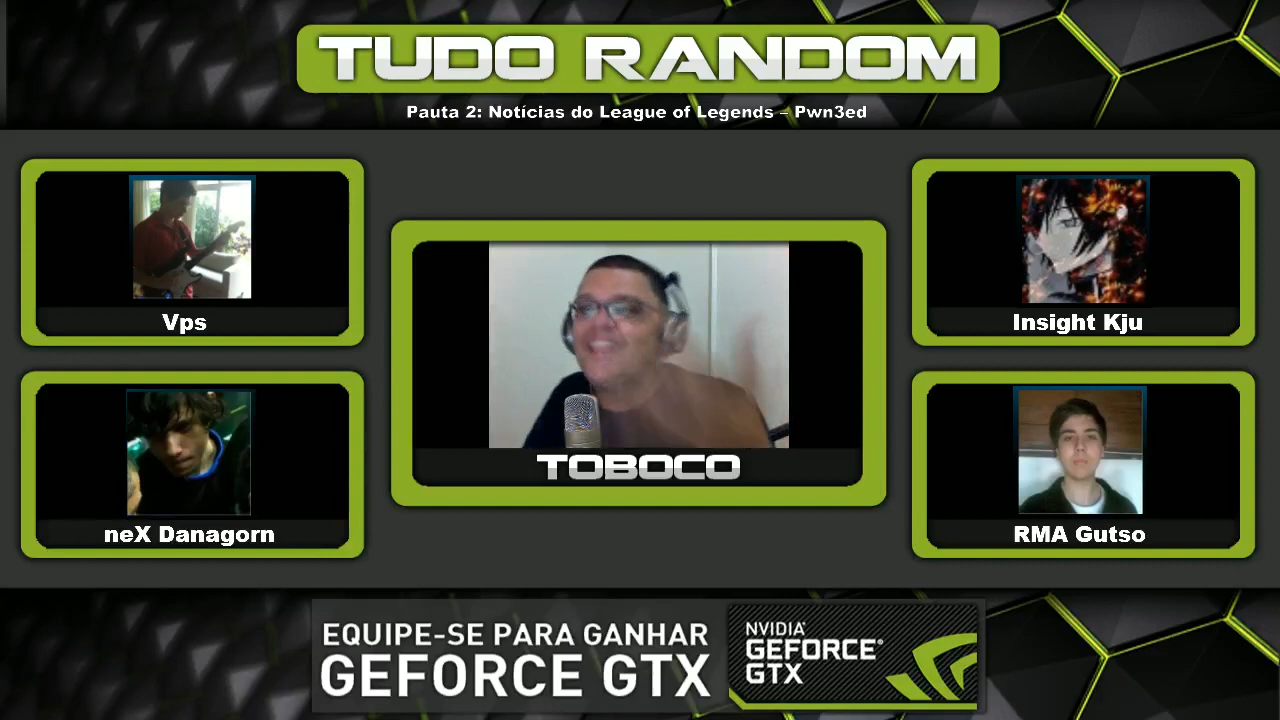 TUDO RANDOM
Pauta 2: Notícias do League of Legends – Pwn3ed
Vps
Insight Kju
TOBOCO
neX Danagorn
RMA Gutso
EQUIPE-SE PARA GANHAR
GEFORCE GTX
NVIDIA®
GEFORCE®
GTX